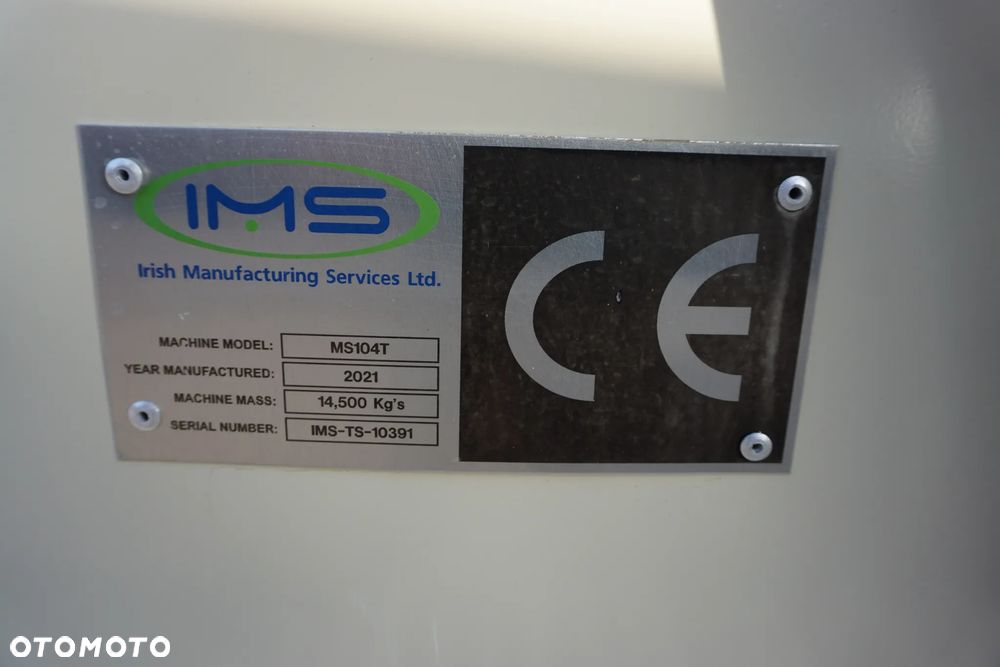 IMS
Irish Manufacturing Services Ltd.
MACHINE MODEL: MS104T
YEAR MANUFACTURED: 2021
MACHINE MASS: 14,500 Kg's
SERIAL NUMBER: IMS-TS-10391
CE
OTOMOTO